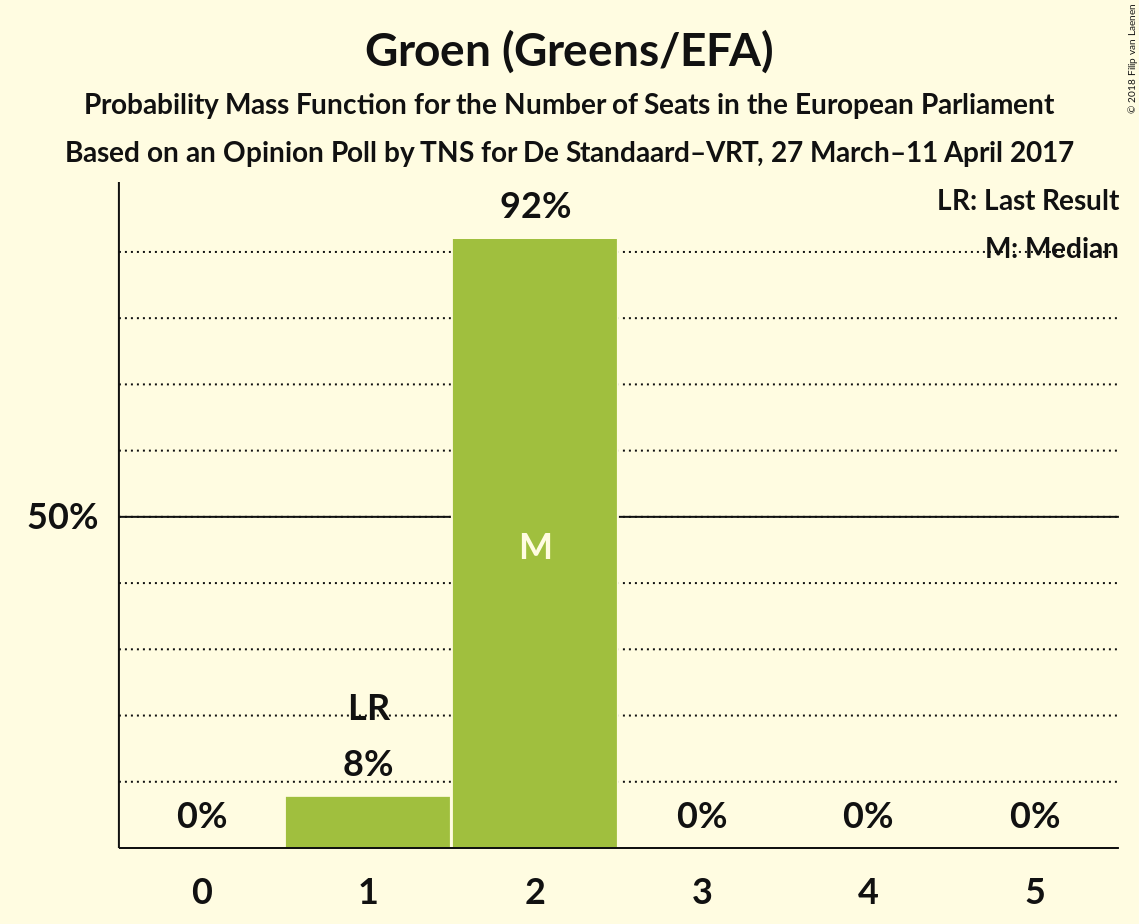 Groen (Greens/EFA)
Probability Mass Function for the Number of Seats in the European Parliament
Based on an Opinion Poll by TNS for De Standaard–VRT, 27 March–11 April 2017
© 2018 Filip van Laenen
LR: Last Result
M: Median
92%
50%
M
LR
8%
0%
0%
0%
0%
0 1 2 3 4 5